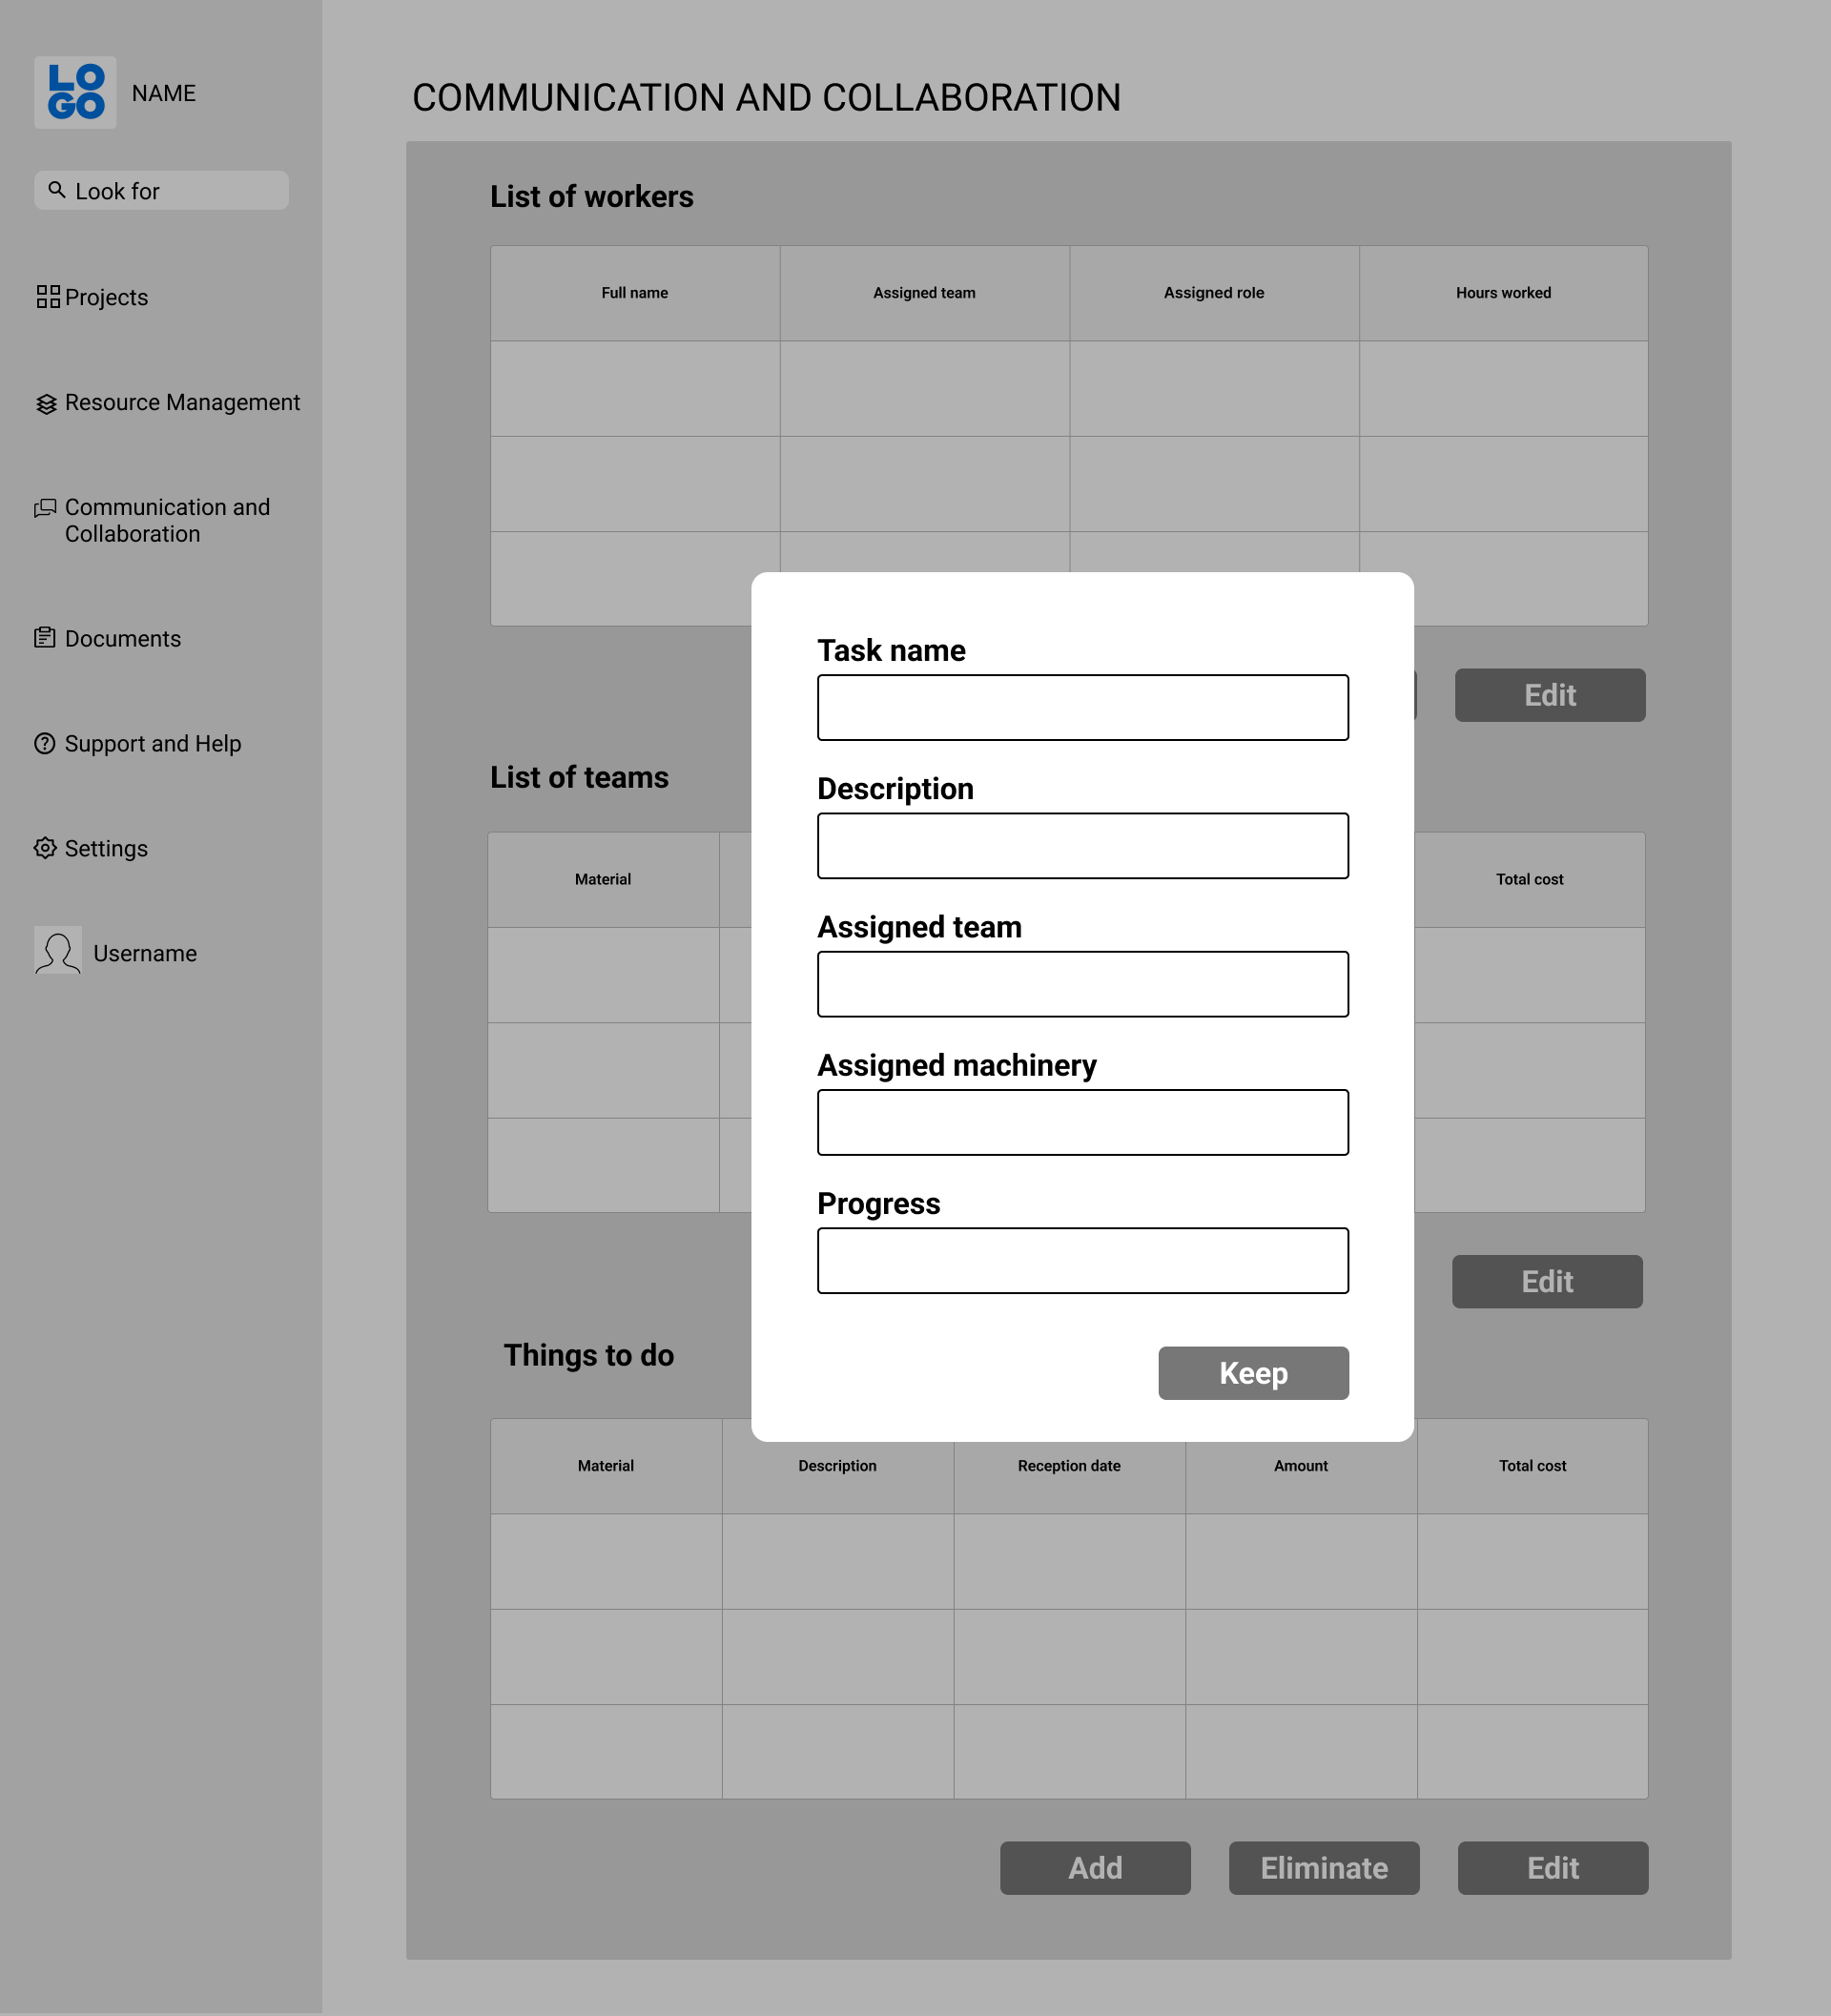 LO
GO
NAME
Look for
Projects
Resource Management
Communication and
Collaboration
Documents
Support and Help
Settings
Username
COMMUNICATION AND COLLABORATION
List of workers
Full name
Assigned team
Assigned role
Hours worked
Edit
List of teams
Material
Total cost
Edit
Task name
Description
Assigned team
Assigned machinery
Progress
Keep
Things to do
Material
Description
Reception date
Amount
Total cost
Add
Eliminate
Edit